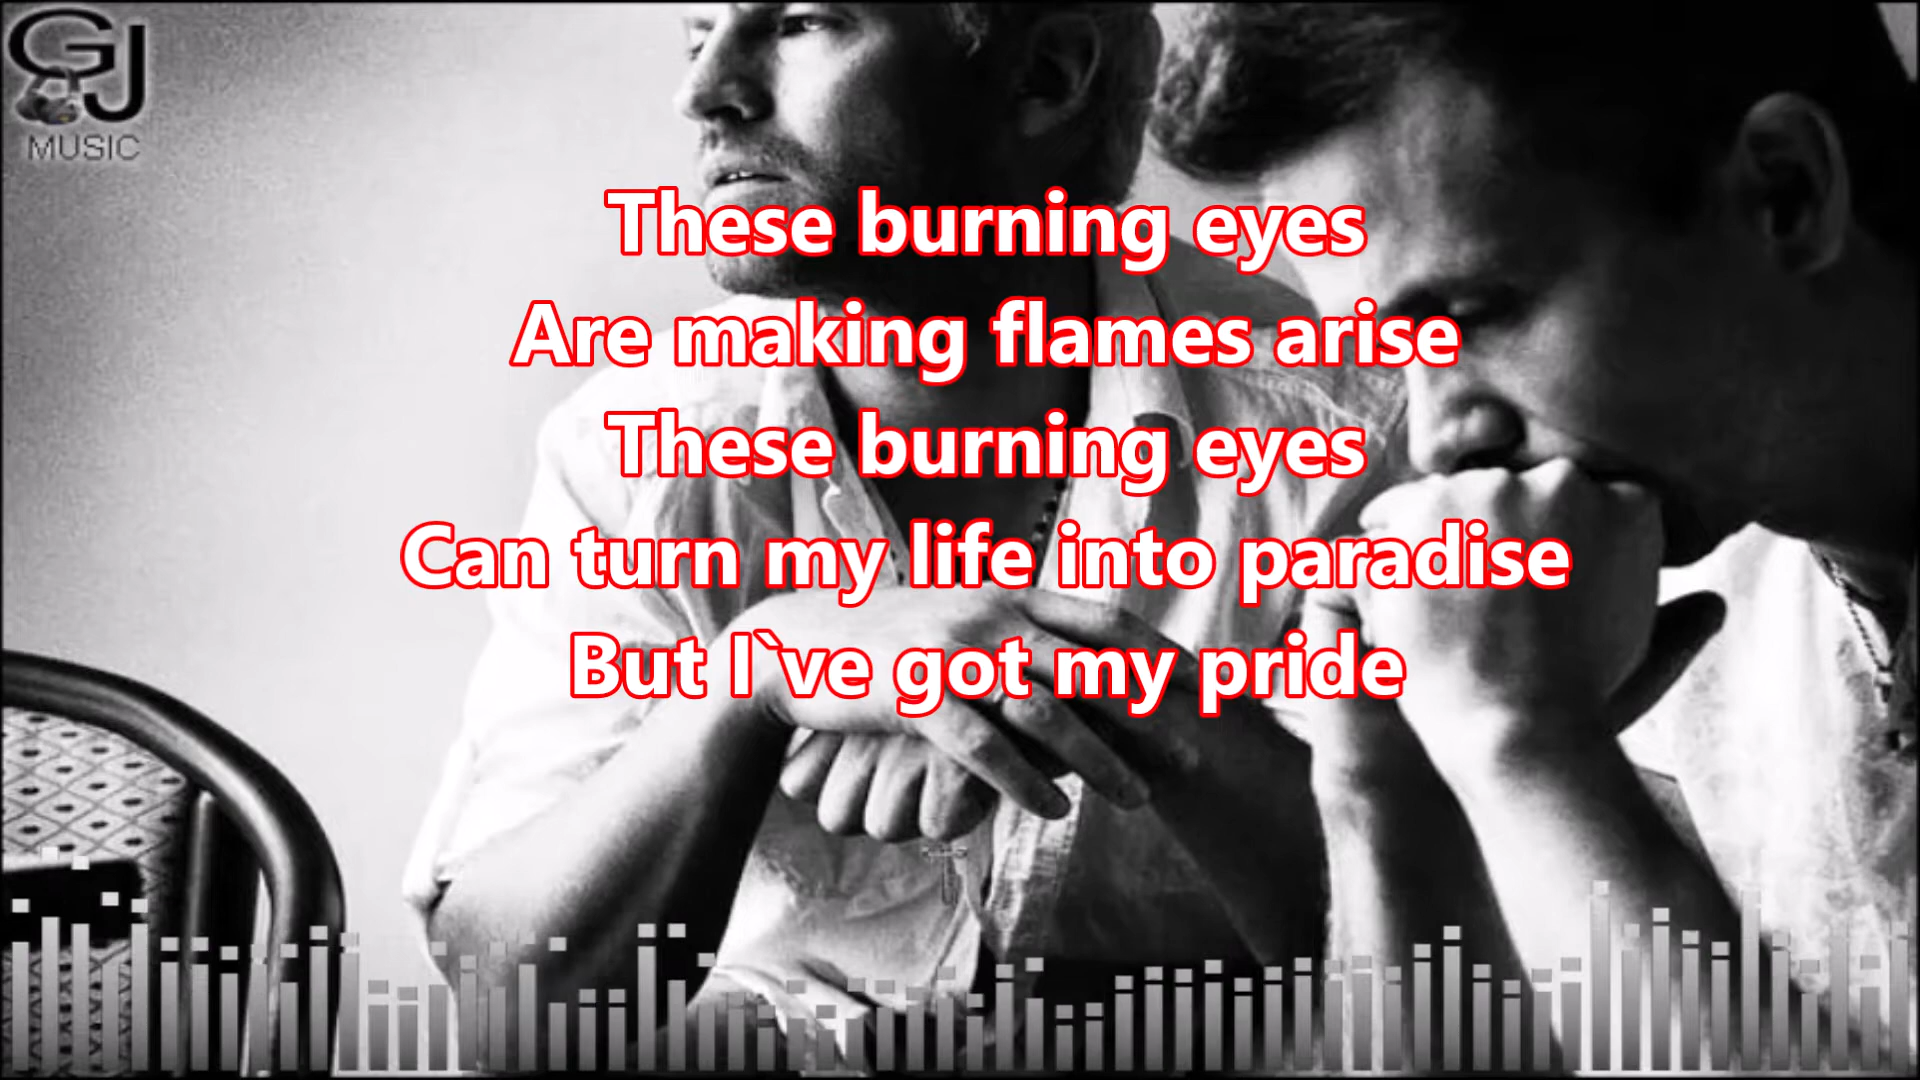 GJ
MUSIC
These burning eyes
Are making flames arise
These burning eyes
Can turn my life into paradise
But I`ve got my pride